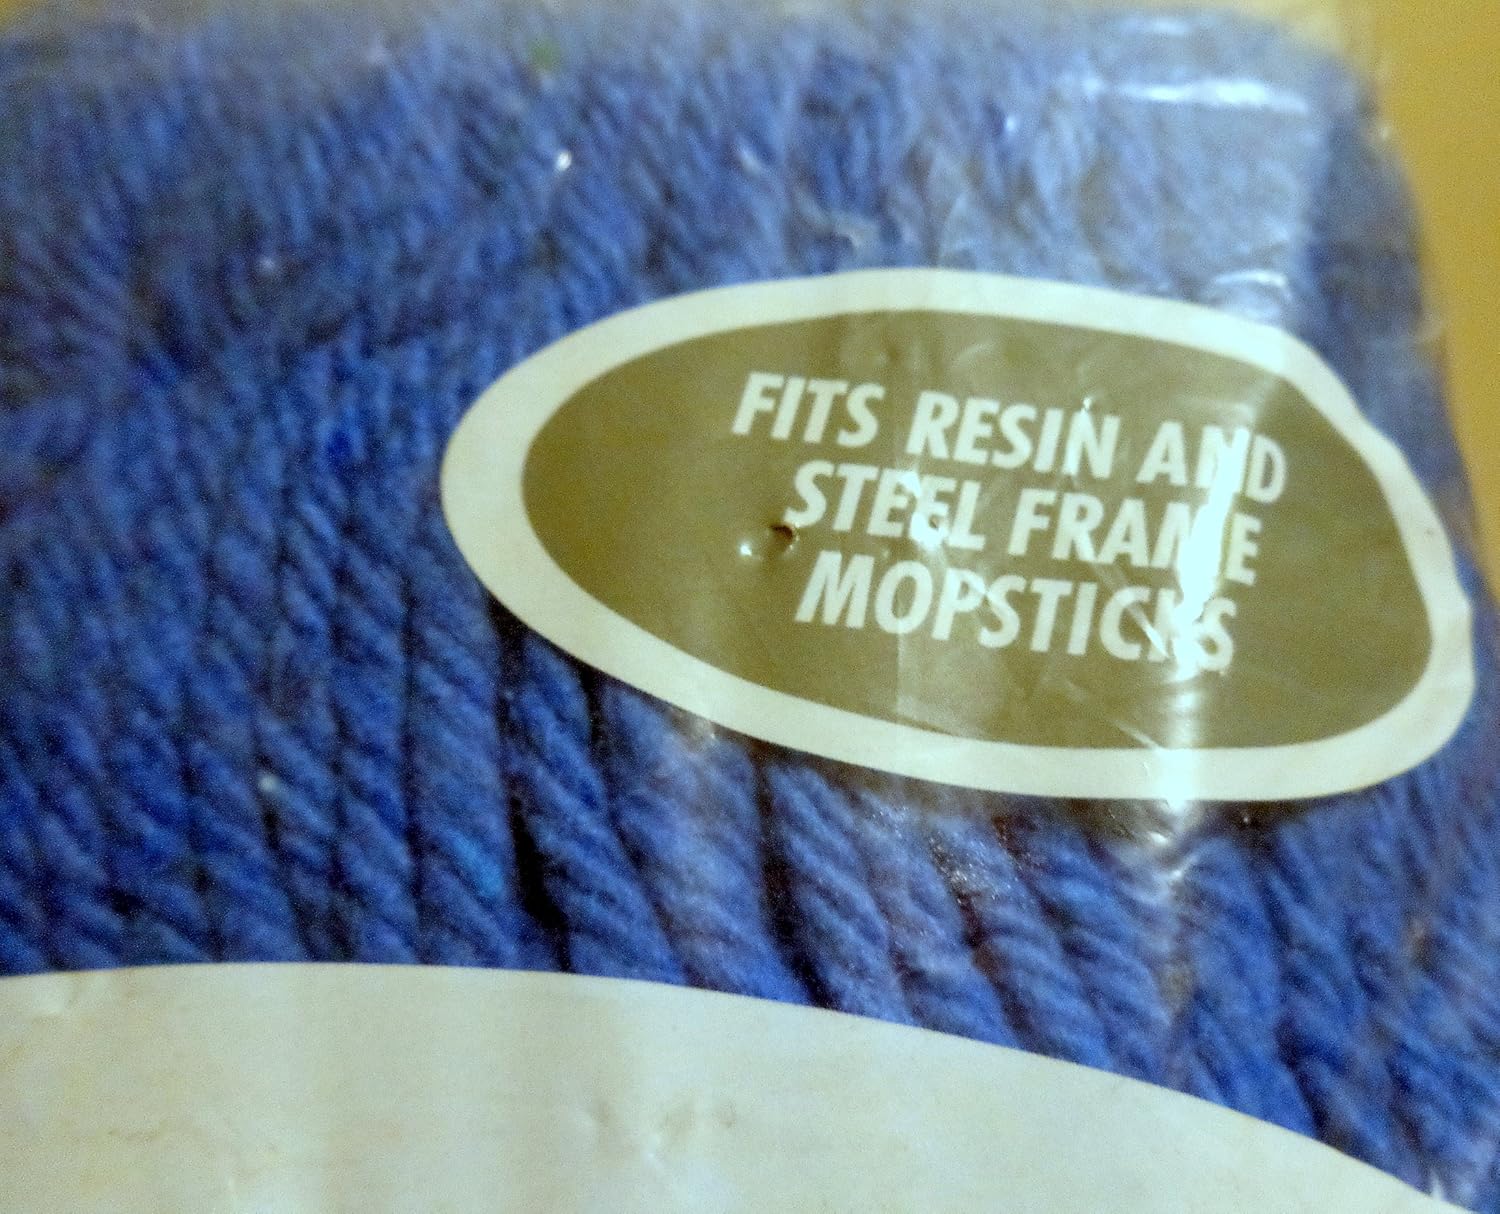 FITS RESIN AND
STEEL FRAME
MOPSTICKS